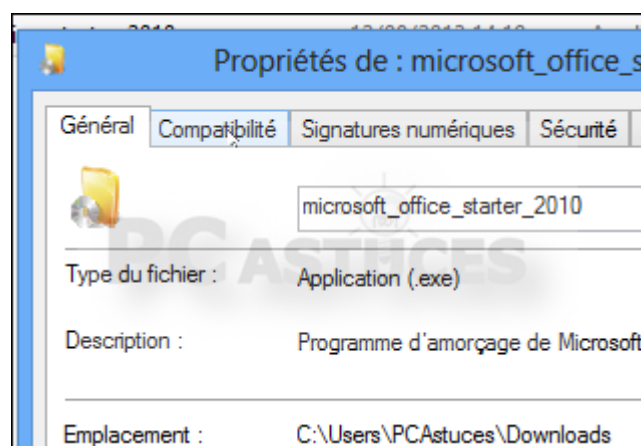 Propriétés de : microsoft_office_s
Général Compatibilité Signatures numériques Sécurité
microsoft_office_starter_2010
PC ASTUCES
Type du fichier : Application (.exe)
Description : Programme d'amorçage de Microsoft
Emplacement : C:\Users\PCAstuces\Downloads